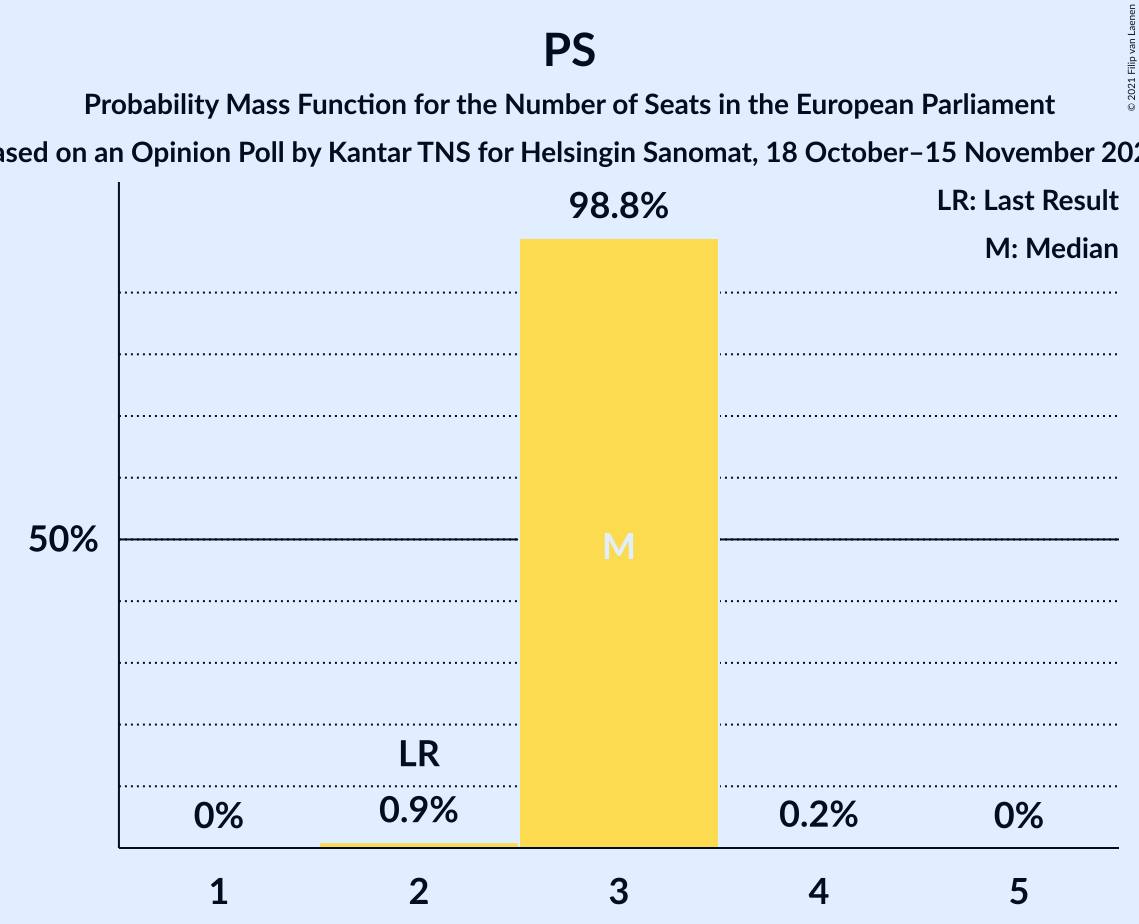 PS
Probability Mass Function for the Number of Seats in the European Parliament
on an Opinion Poll by Kantar TNS for Helsingin Sanomat, 18 October–15 November
© 2021 Filip van Laenen
LR: Last Result
M: Median
98.8%
50%
M
LR
0%
0.9%
0.2%
0%
1
2
3
4
5